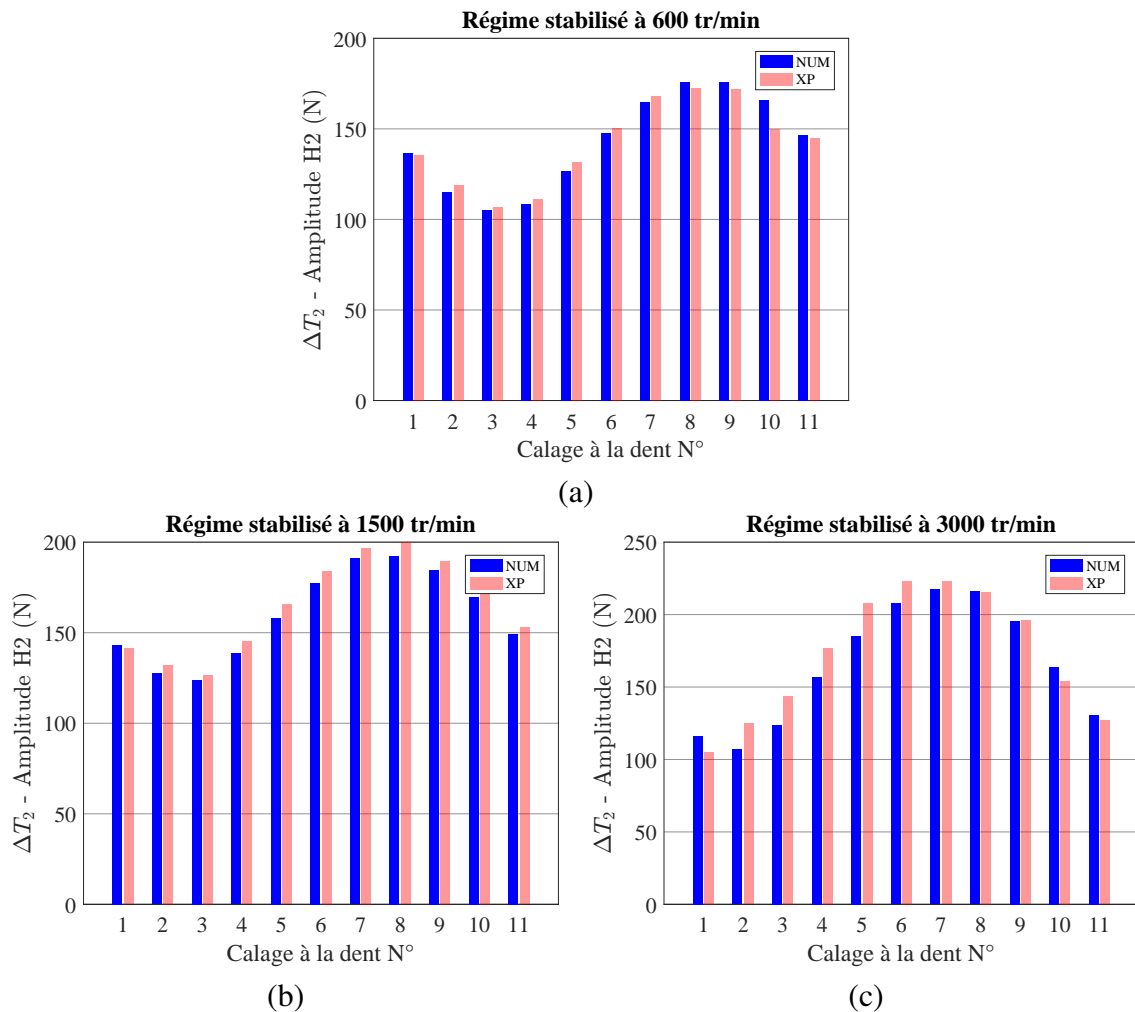 Régime stabilisé à 600 tr/min
200
150
100
50
0
ΔT₂ - Amplitude H2 (N)
NUM
XP
1 2 3 4 5 6 7 8 9 10 11
Calage à la dent N°
(a)
Régime stabilisé à 1500 tr/min
200
150
100
50
0
ΔT₂ - Amplitude H2 (N)
NUM
XP
1 2 3 4 5 6 7 8 9 10 11
Calage à la dent N°
(b)
Régime stabilisé à 3000 tr/min
250
200
150
100
50
0
ΔT₂ - Amplitude H2 (N)
NUM
XP
1 2 3 4 5 6 7 8 9 10 11
Calage à la dent N°
(c)